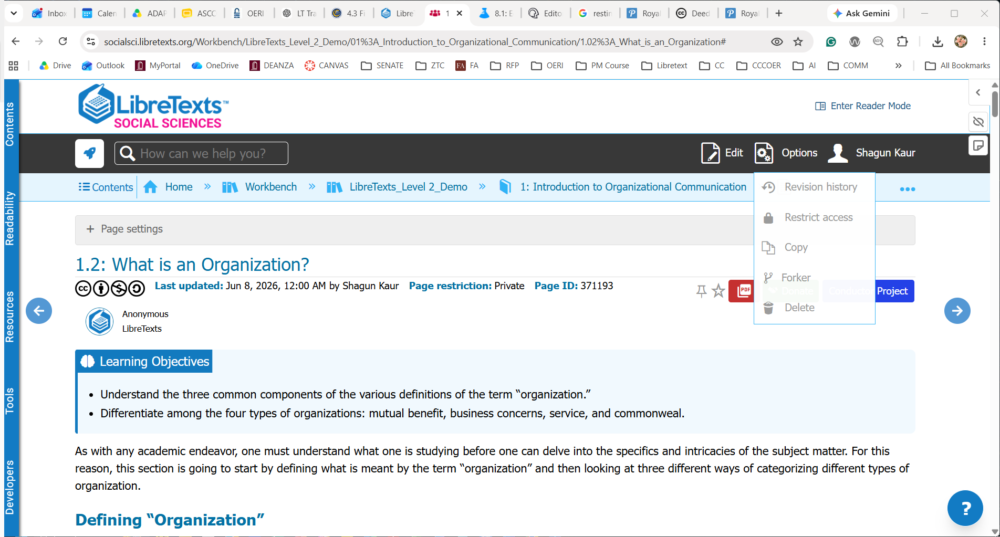 Inbox
Calen
ADAP
ASCC
OERI
LT Tra
4.3 Fi
Libre
1
8.1: E
Edito
restin
Royal
Deed
Royal
Ask Gemini
socialsci.libretexts.org/Workbench/LibreTexts_Level_2_Demo/01%3A_Introduction_to_Organizational_Communication/1.02%3A_What_is_an_Organization#
Drive
Outlook
MyPortal
OneDrive
DEANZA
CANVAS
SENATE
ZTC
FA FA
RFP
OERI
PM Course
Libretext
CC
CCCOER
AI
COMM
All Bookmarks
Contents
Readability
Resources
Tools
Developers
LibreTexts™
SOCIAL SCIENCES
Enter Reader Mode
How can we help you?
Edit
Options
Shagun Kaur
Contents
Home » Workbench » LibreTexts_Level 2_Demo » 1: Introduction to Organizational Communication
Revision history
Restrict access
Copy
Forker
Delete
+ Page settings
1.2: What is an Organization?
Last updated: Jun 8, 2026, 12:00 AM by Shagun Kaur Page restriction: Private Page ID: 371193
PDF
Donate
Conductor Project
Anonymous
LibreTexts
Learning Objectives
• Understand the three common components of the various definitions of the term “organization.”
• Differentiate among the four types of organizations: mutual benefit, business concerns, service, and commonweal.
As with any academic endeavor, one must understand what one is studying before one can delve into the specifics and intricacies of the subject matter. For this
reason, this section is going to start by defining what is meant by the term “organization” and then looking at three different ways of categorizing different types of
organization.
Defining “Organization”
?